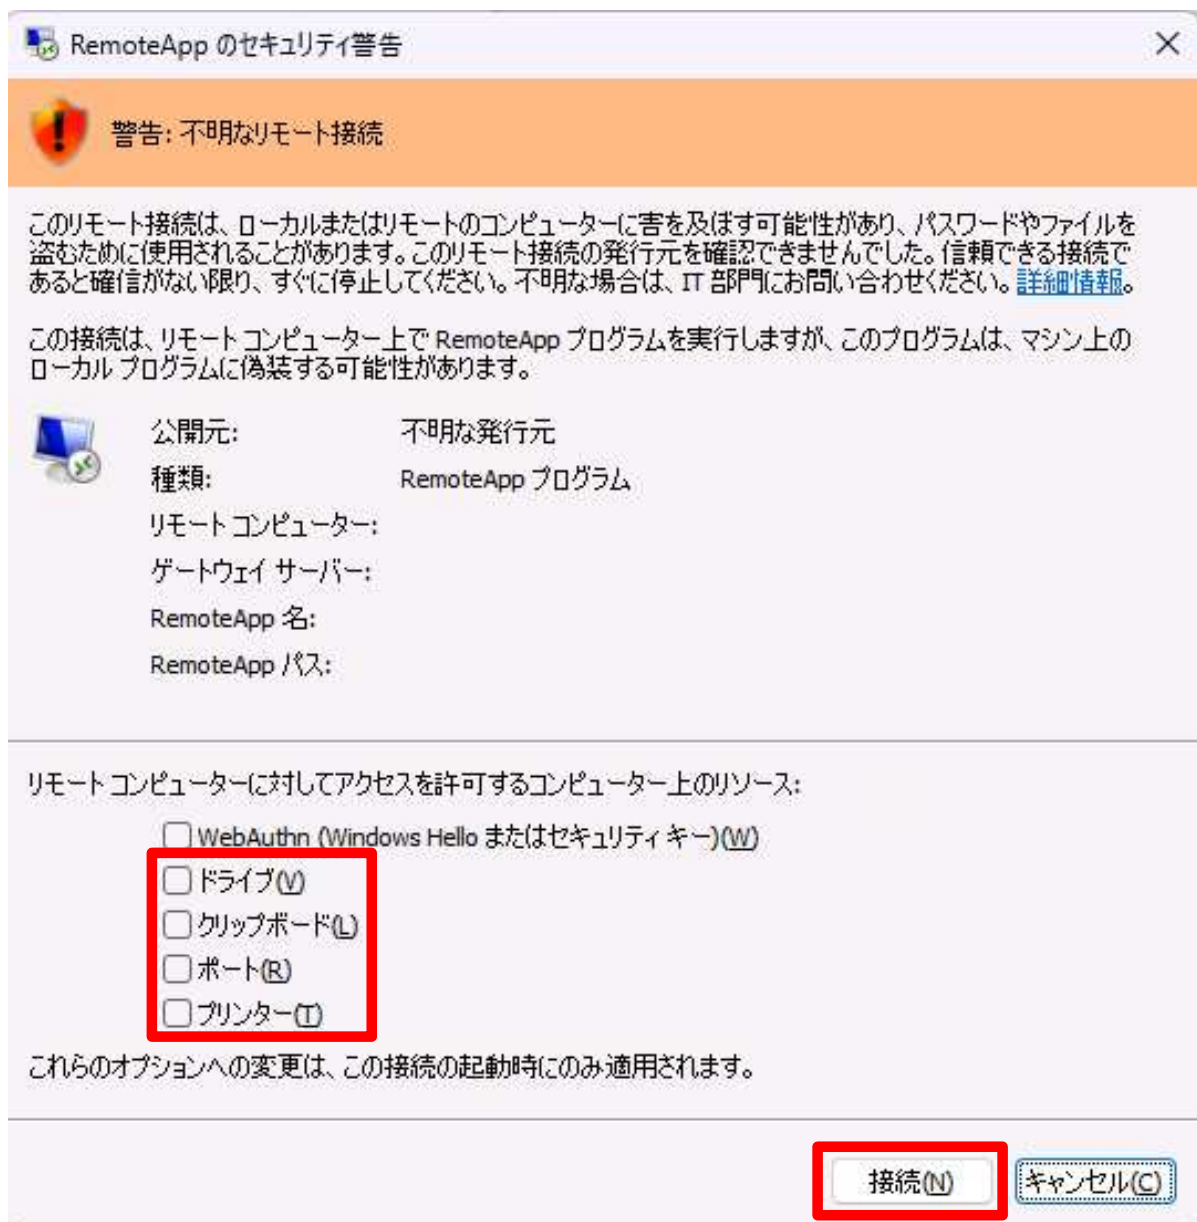 RemoteApp のセキュリティ警告
警告: 不明なリモート接続
このリモート接続は、ローカルまたはリモートのコンピューターに害を及ぼす可能性があり、パスワードやファイルを
盗むために使用されることがあります。このリモート接続の発行元を確認できませんでした。信頼できる接続で
あると確信がない限り、すぐに停止してください。不明な場合は、IT 部門にお問い合わせください。詳細情報。
この接続は、リモート コンピューター上で RemoteApp プログラムを実行しますが、このプログラムは、マシン上の
ローカル プログラムに偽装する可能性があります。
公開元: 不明な発行元
種類: RemoteApp プログラム
リモート コンピューター:
ゲートウェイ サーバー:
RemoteApp 名:
RemoteApp パス:
リモート コンピューターに対してアクセスを許可するコンピューター上のリソース:
WebAuthn (Windows Hello またはセキュリティ キー)(W)
ドライブ(V)
クリップボード(L)
ポート(R)
プリンター(T)
これらのオプションへの変更は、この接続の起動時にのみ適用されます。
接続(N) キャンセル(C)